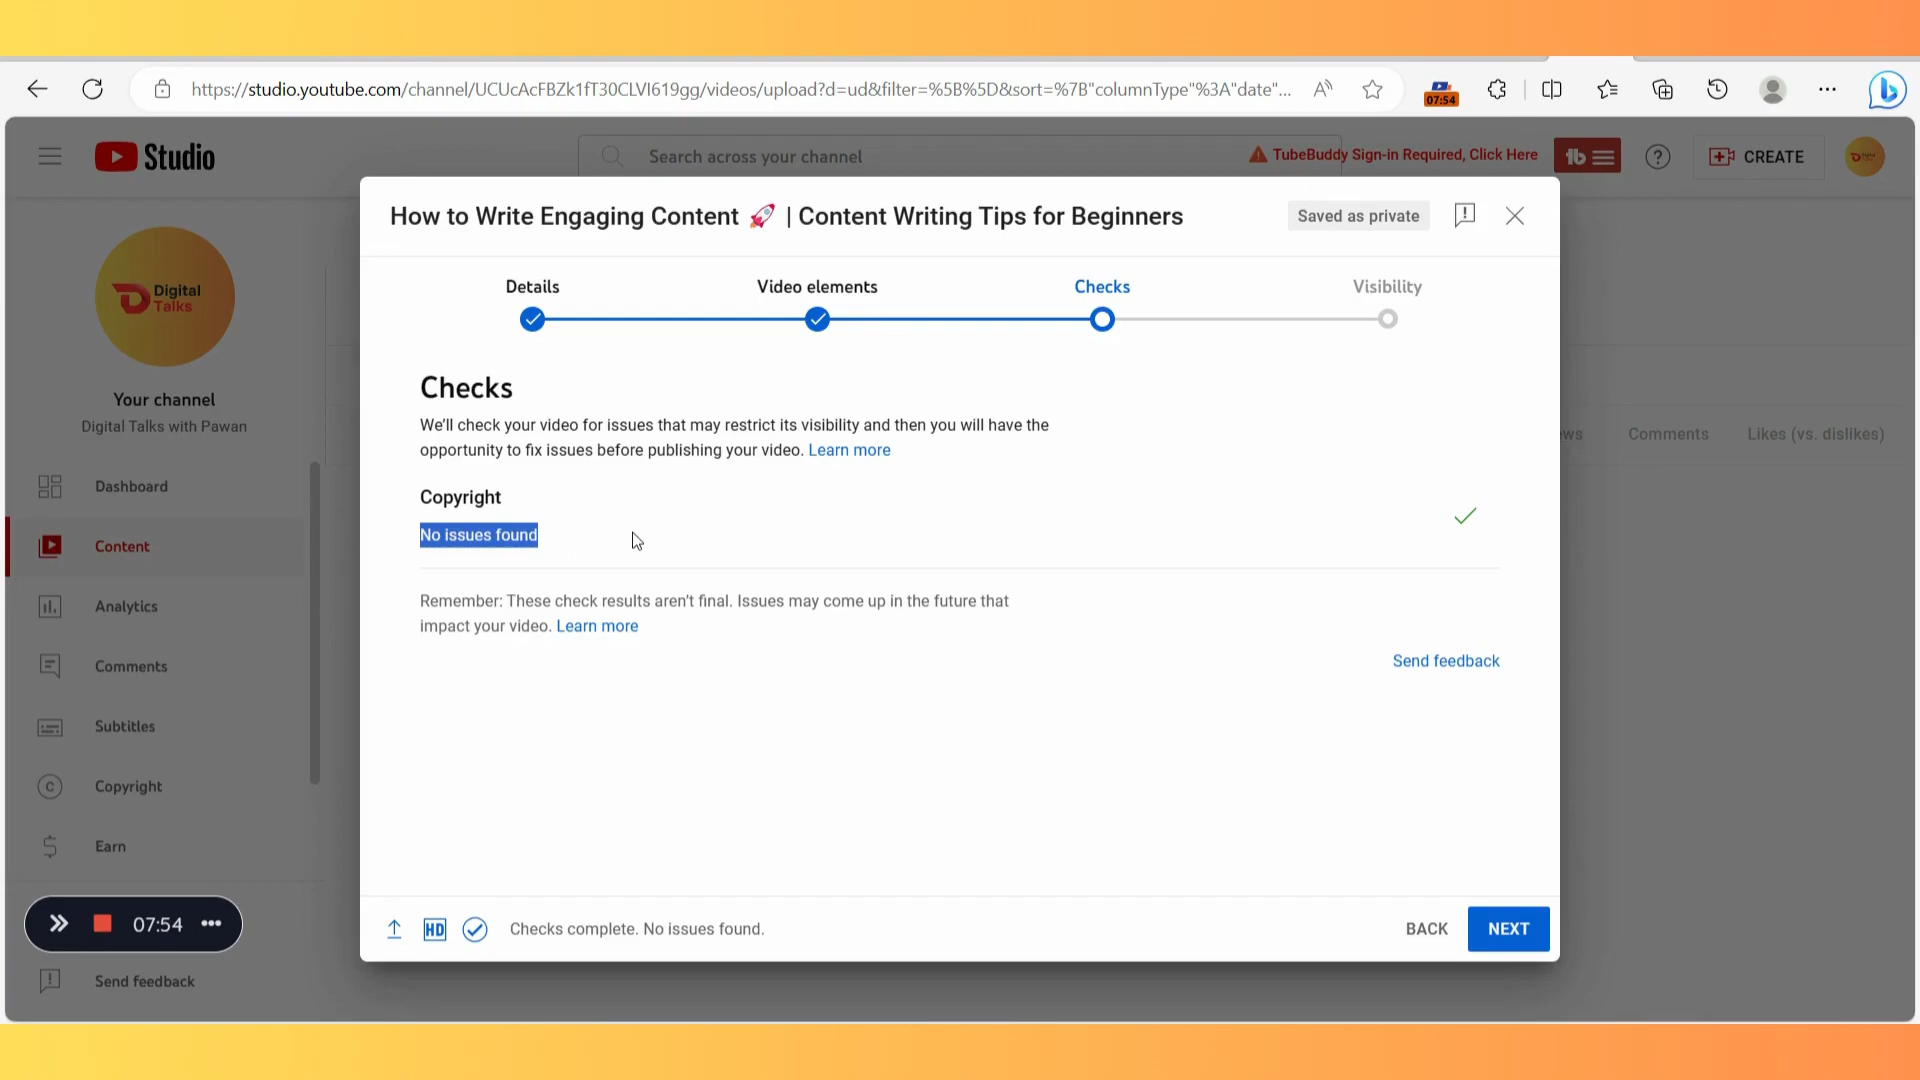 https://studio.youtube.com/channel/UCUcAcFBZk1fT30CLVI619gg/videos/upload?d=ud&filter=%5B%5D&sort=%7B"columnType"%3A"date"...
07:54
Studio
Search across your channel
TubeBuddy Sign-in Required, Click Here
tb
CREATE
How to Write Engaging Content 🚀 | Content Writing Tips for Beginners
Saved as private
Details
Video elements
Checks
Visibility
Digital
Talks
Your channel
Digital Talks with Pawan
Checks
We'll check your video for issues that may restrict its visibility and then you will have the
opportunity to fix issues before publishing your video. Learn more
ws
Comments
Likes (vs. dislikes)
Copyright
No issues found
Remember: These check results aren't final. Issues may come up in the future that
impact your video. Learn more
Send feedback
Dashboard
Content
Analytics
Comments
Subtitles
Copyright
Earn
07:54
Send feedback
HD
Checks complete. No issues found.
BACK
NEXT